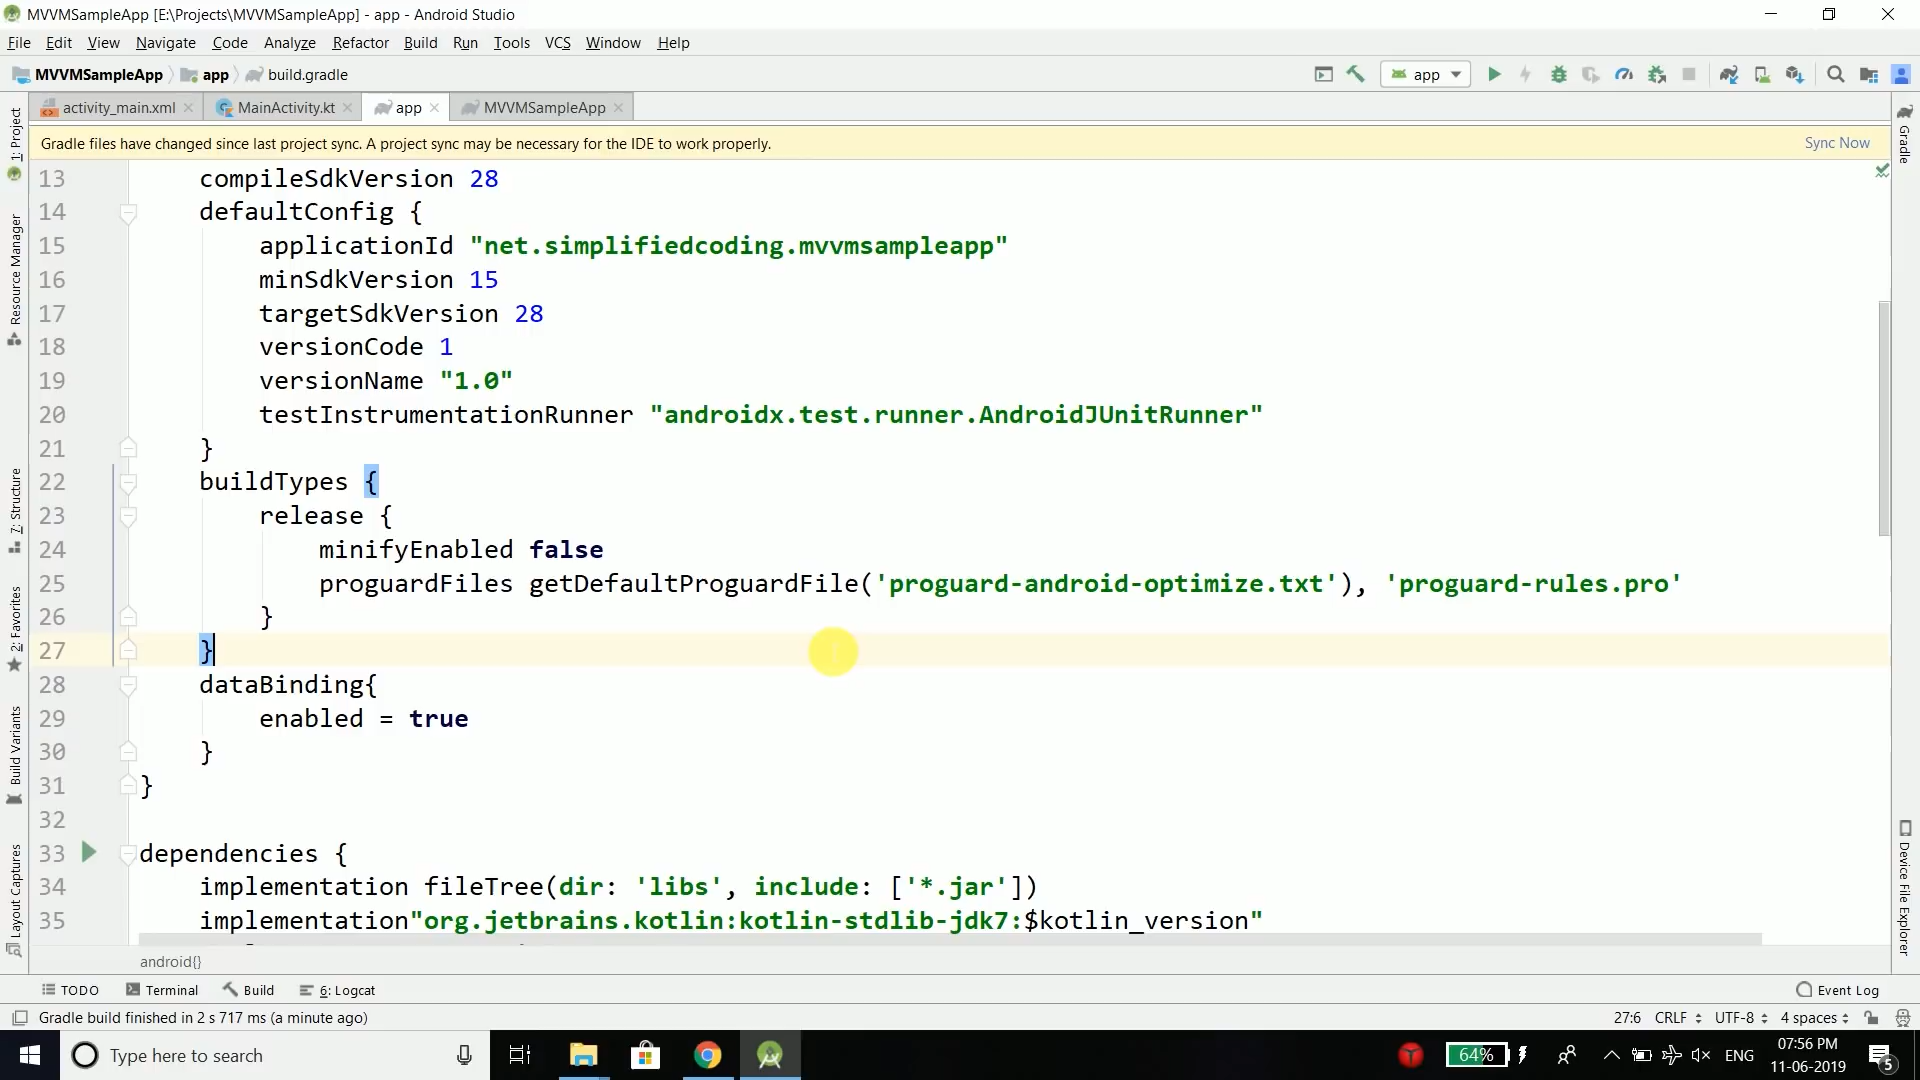 MVVMSampleApp [E:\Projects\MVVMSampleApp] - app - Android Studio
File Edit View Navigate Code Analyze Refactor Build Run Tools VCS Window Help
MVVMSampleApp app build.gradle app
activity_main.xml MainActivity.kt app MVVMSampleApp
Gradle files have changed since last project sync. A project sync may be necessary for the IDE to work properly. Sync Now
1: Project
Resource Manager
7: Structure
2: Favorites
Build Variants
Layout Captures
13 compileSdkVersion 28
14 defaultConfig {
15 applicationId "net.simplifiedcoding.mvvmsampleapp"
16 minSdkVersion 15
17 targetSdkVersion 28
18 versionCode 1
19 versionName "1.0"
20 testInstrumentationRunner "androidx.test.runner.AndroidJUnitRunner"
21 }
22 buildTypes {
23 release {
24 minifyEnabled false
25 proguardFiles getDefaultProguardFile('proguard-android-optimize.txt'), 'proguard-rules.pro'
26 }
27 }
28 dataBinding{
29 enabled = true
30 }
31 }
32
33 dependencies {
34 implementation fileTree(dir: 'libs', include: ['*.jar'])
35 implementation"org.jetbrains.kotlin:kotlin-stdlib-jdk7:$kotlin_version"
Gradle
Device File Explorer
android{}
TODO Terminal Build 6: Logcat Event Log
Gradle build finished in 2 s 717 ms (a minute ago) 27:6 CRLF UTF-8 4 spaces
Type here to search 64% ENG 07:56 PM
11-06-2019 5